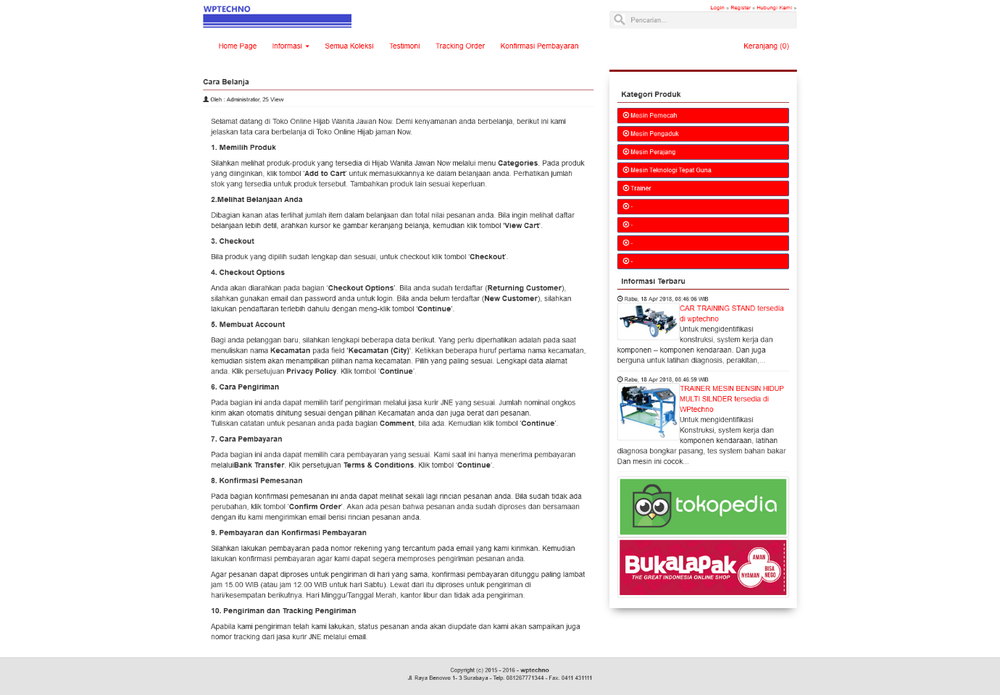 WPTECHNO
Login » Register » Hubungi Kami »
Pencarian...
Home Page Informasi Semua Koleksi Testimoni Tracking Order Konfirmasi Pembayaran Keranjang (0)
Cara Belanja
Oleh : Administrator, 25 View
Selamat datang di Toko Online Hijab Wanita Jawan Now. Demi kenyamanan anda berbelanja, berikut ini kami
jelaskan tata cara berbelanja di Toko Online Hijab jaman Now.
1. Memilih Produk
Silahkan melihat produk-produk yang tersedia di Hijab Wanita Jawan Now melalui menu Categories. Pada produk
yang diinginkan, klik tombol ‘Add to Cart’ untuk memasukkannya ke dalam belanjaan anda. Perhatikan jumlah
stok yang tersedia untuk produk tersebut. Tambahkan produk lain sesuai keperluan.
2.Melihat Belanjaan Anda
Dibagian kanan atas terlihat jumlah item dalam belanjaan dan total nilai pesanan anda. Bila ingin melihat daftar
belanjaan lebih detil, arahkan kursor ke gambar keranjang belanja, kemudian klik tombol 'View Cart'.
3. Checkout
Bila produk yang dipilih sudah lengkap dan sesuai, untuk checkout klik tombol ‘Checkout’.
4. Checkout Options
Anda akan diarahkan pada bagian ‘Checkout Options’. Bila anda sudah terdaftar (Returning Customer),
silahkan gunakan email dan password anda untuk login. Bila anda belum terdaftar (New Customer), silahkan
lakukan pendaftaran terlebih dahulu dengan meng-klik tombol ‘Continue’.
5. Membuat Account
Bagi anda pelanggan baru, silahkan lengkapi beberapa data berikut. Yang perlu diperhatikan adalah pada saat
menuliskan nama Kecamatan pada field ‘Kecamatan (City)’. Ketikkan beberapa huruf pertama nama kecamatan,
kemudian sistem akan menampilkan pilihan nama kecamatan. Pilih yang paling sesuai. Lengkapi data alamat
anda. Klik persetujuan Privacy Policy. Klik tombol ‘Continue’.
6. Cara Pengiriman
Pada bagian ini anda dapat memilih tarif pengiriman melalui jasa kurir JNE yang sesuai. Jumlah nominal ongkos
kirim akan otomatis dihitung sesuai dengan pilihan Kecamatan anda dan juga berat dari pesanan.
Tuliskan catatan untuk pesanan anda pada bagian Comment, bila ada. Kemudian klik tombol ‘Continue’.
7. Cara Pembayaran
Pada bagian ini anda dapat memilih cara pembayaran yang sesuai. Kami saat ini hanya menerima pembayaran
melaluiBank Transfer. Klik persetujuan Terms & Conditions. Klik tombol ‘Continue’.
8. Konfirmasi Pemesanan
Pada bagian konfirmasi pemesanan ini anda dapat melihat sekali lagi rincian pesanan anda. Bila sudah tidak ada
perubahan, klik tombol ‘Confirm Order’. Akan ada pesan bahwa pesanan anda sudah diproses dan bersamaan
dengan itu kami mengirimkan email berisi rincian pesanan anda.
9. Pembayaran dan Konfirmasi Pembayaran
Silahkan lakukan pembayaran pada nomor rekening yang tercantum pada email yang kami kirimkan. Kemudian
lakukan konfirmasi pembayaran agar kami dapat segera memproses pengiriman pesanan anda.
Agar pesanan dapat diproses untuk pengiriman di hari yang sama, konfirmasi pembayaran ditunggu paling lambat
jam 15.00 WIB (atau jam 12.00 WIB untuk hari Sabtu). Lewat dari itu diproses untuk pengiriman di
hari/kesempatan berikutnya. Hari Minggu/Tanggal Merah, kantor libur dan tidak ada pengiriman.
10. Pengiriman dan Tracking Pengiriman
Apabila kami pengiriman telah kami lakukan, status pesanan anda akan diupdate dan kami akan sampaikan juga
nomor tracking dari jasa kurir JNE melalui email.
Kategori Produk
Mesin Pemecah
Mesin Pengaduk
Mesin Perajang
Mesin Teknologi Tepat Guna
Trainer
-
-
-
-
Informasi Terbaru
Rabu, 18 Apr 2018, 08:46:06 WIB
CAR TRAINING STAND tersedia
di wptechno
Untuk mengidentifikasi
konstruksi, system kerja dan
komponen – komponen kendaraan. Dan juga
berguna untuk latihan diagnosis, perakitan,...
Rabu, 18 Apr 2018, 08:46:59 WIB
TRAINER MESIN BENSIN HIDUP
MULTI SILNDER tersedia di
WPtechno
Untuk mengidentifikasi
Konstruksi, system kerja dan
komponen kendaraan, latihan
diagnosa bongkar pasang, tes system bahan bakar
Dan mesin ini cocok...
tokopedia
BUKALAPAK
THE GREAT INDONESIA ONLINE SHOP
AMAN
NYAMAN
BISA
NEGO
Copyright (c) 2015 - 2016 - wptechno
Jl. Raya Benowo 1- 3 Surabaya - Telp. 081267771344 - Fax. 0411 431111